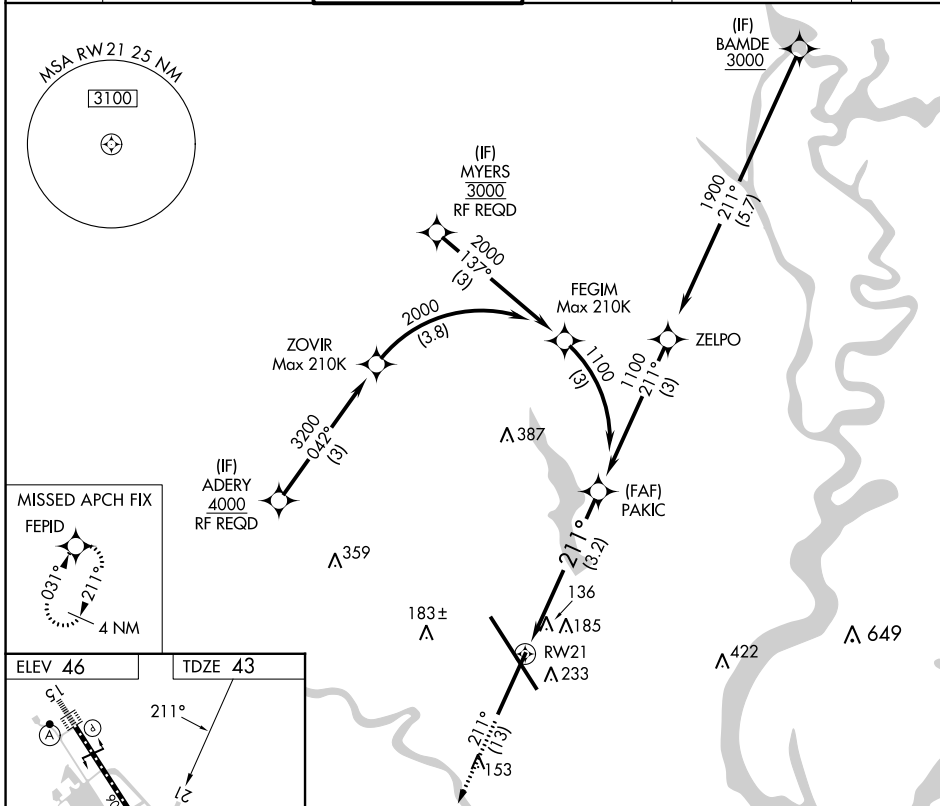 MSA RW21 25 NM
3100
(IF)
BAMDE
3000
1900
211°
(5.7)
(IF)
MYERS
3000
RF REQD
2000
137°
(3)
FEGIM
Max 210K
2000
(3.8)
ZOVIR
Max 210K
1100
(3)
ZELPO
1100
211°
(3)
3200
042°
(3)
(IF)
ADERY
4000
RF REQD
387
(FAF)
PAKIC
211°
(3.2)
359
136
183±
185
RW21
233
422
649
211°
(13)
153
MISSED APCH FIX
FEPID
031°
211°
4 NM
ELEV 46
TDZE 43
15
A
P
211°
21